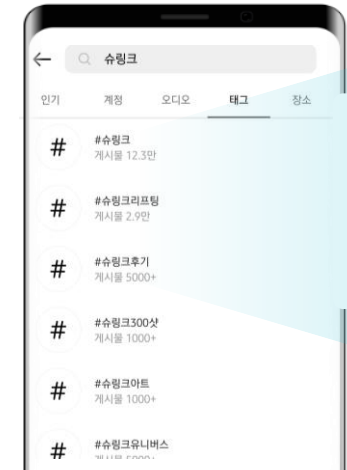 슈링크
인기 계정 오디오 태그 장소
#슈링크
게시물 12.3만
#슈링크리프팅
게시물 2.9만
#슈링크후기
게시물 5000+
#슈링크300샷
게시물 1000+
#슈링크아트
게시물 1000+
#슈링크유니버스